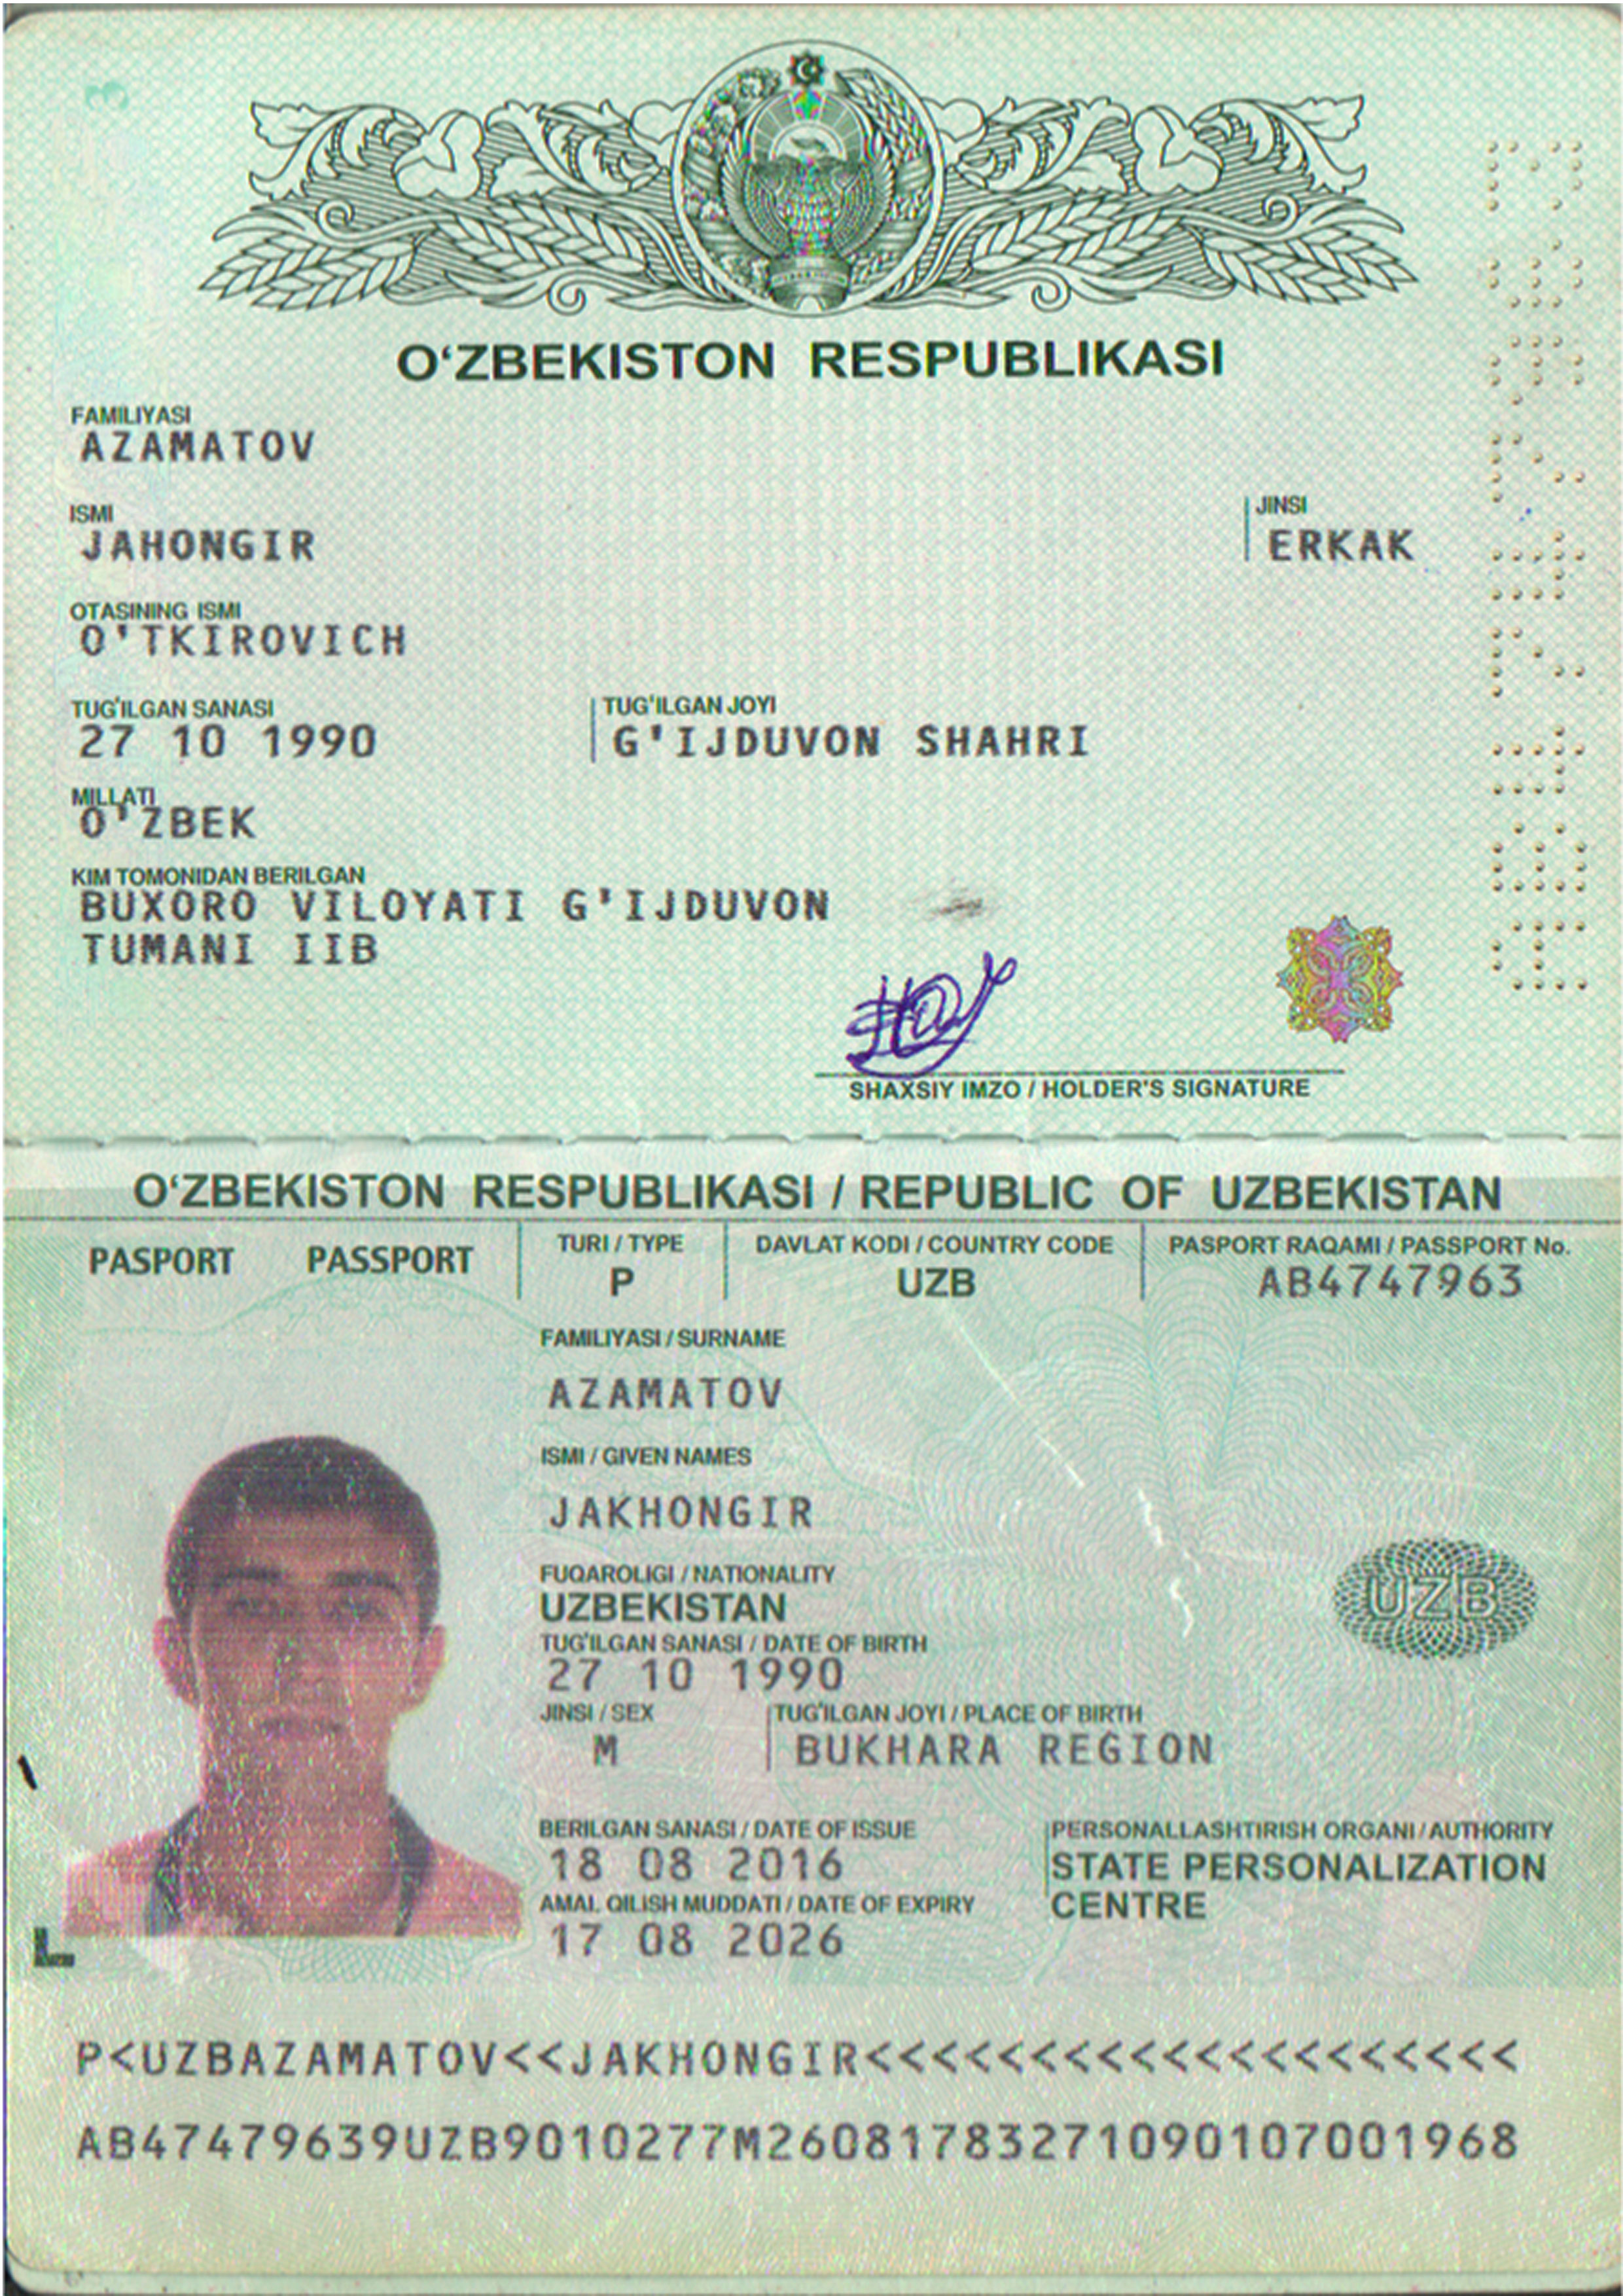 O‘ZBEKISTON RESPUBLIKASI
FAMILIYASI
AZAMATOV
ISMI
JAHONGIR
JINSI
ERKAK
OTASINING ISMI
O'TKIROVICH
TUG'ILGAN SANASI
27 10 1990
TUG'ILGAN JOYI
G'IJDUVON SHAHRI
MILLATI
O'ZBEK
KIM TOMONIDAN BERILGAN
BUXORO VILOYATI G'IJDUVON
TUMANI IIB
SHAXSIY IMZO / HOLDER'S SIGNATURE
O‘ZBEKISTON RESPUBLIKASI / REPUBLIC OF UZBEKISTAN
PASPORT PASSPORT
TURI / TYPE
P
DAVLAT KODI / COUNTRY CODE
UZB
PASPORT RAQAMI / PASSPORT No.
AB4747963
FAMILIYASI / SURNAME
AZAMATOV
ISMI / GIVEN NAMES
JAKHONGIR
FUQAROLIGI / NATIONALITY
UZBEKISTAN
UZB
TUG'ILGAN SANASI / DATE OF BIRTH
27 10 1990
JINSI / SEX
M
TUG'ILGAN JOYI / PLACE OF BIRTH
BUKHARA REGION
BERILGAN SANASI / DATE OF ISSUE
18 08 2016
PERSONALLASHTIRISH ORGANI / AUTHORITY
STATE PERSONALIZATION
CENTRE
AMAL QILISH MUDDATI / DATE OF EXPIRY
17 08 2026
P<UZBAZAMATOV<<JAKHONGIR<<<<<<<<<<<<<<<<<<<<
AB47479639UZB9010277M26081783271090107001968